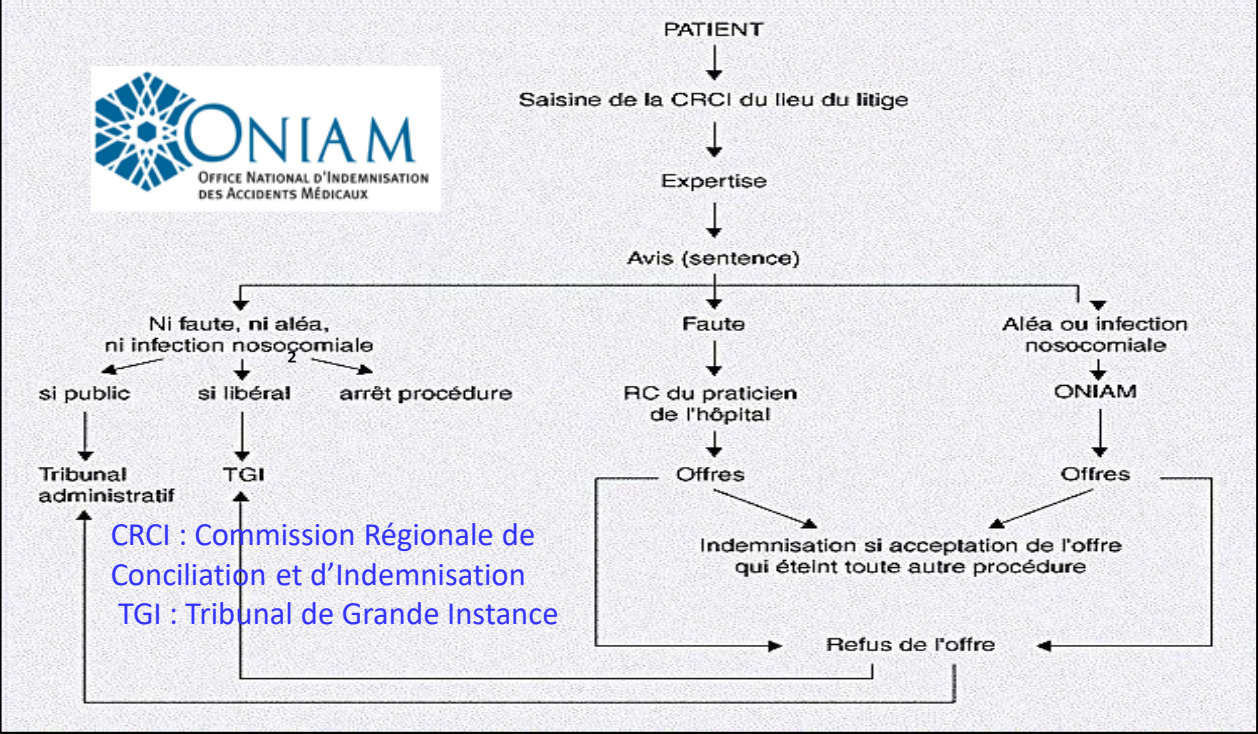 PATIENT
ONIAM
OFFICE NATIONAL D'INDEMNISATION
DES ACCIDENTS MÉDICAUX
Saisine de la CRCI du lieu du litige
Expertise
Avis (sentence)
Ni faute, ni aléa,
ni infection nosocomiale
2
Faute
Aléa ou infection
nosocomiale
si public
si libéral
arrêt procédure
RC du praticien
de l'hôpital
ONIAM
Tribunal
administratif
TGI
Offres
Offres
CRCI : Commission Régionale de
Conciliation et d’Indemnisation
TGI : Tribunal de Grande Instance
Indemnisation si acceptation de l'offre
qui éteint toute autre procédure
Refus de l'offre